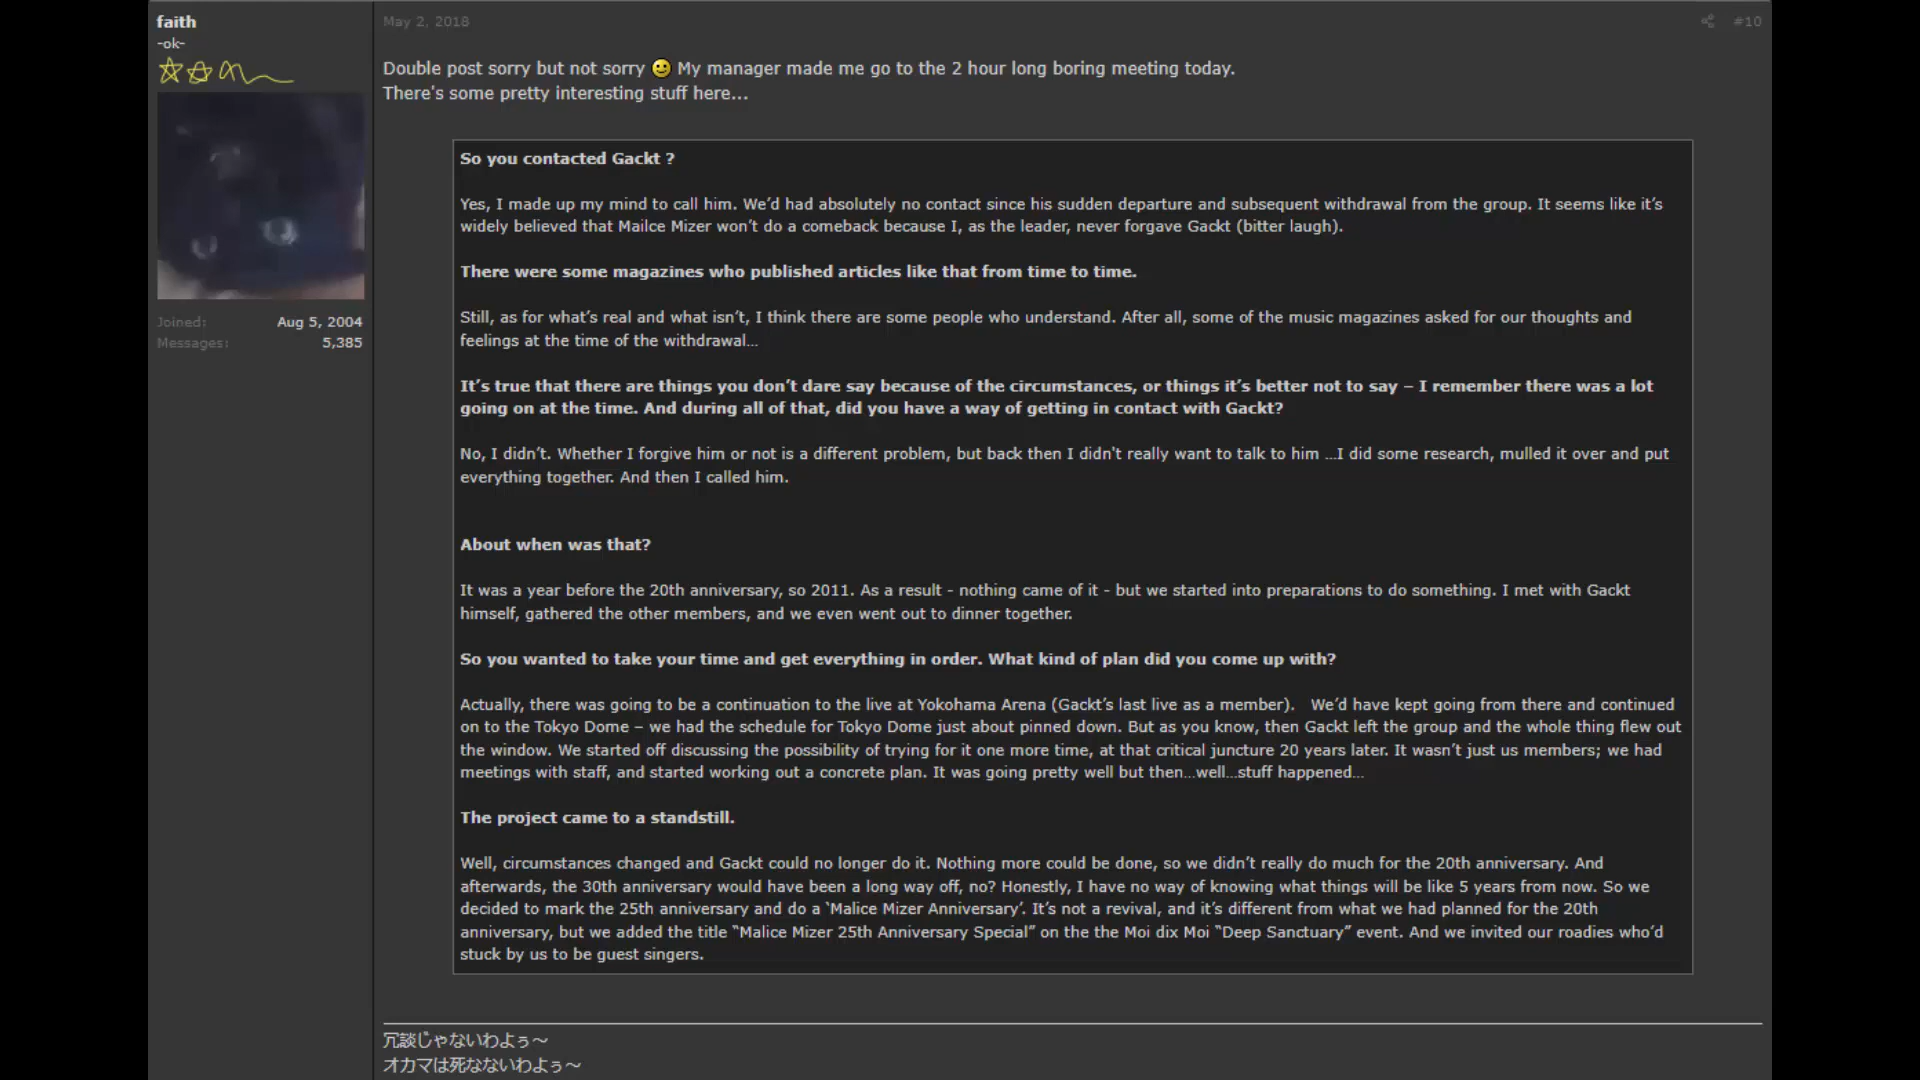 faith
-ok-
Joined: Aug 5, 2004
Messages: 5,385
May 2, 2018
#10
Double post sorry but not sorry My manager made me go to the 2 hour long boring meeting today.
There's some pretty interesting stuff here...
So you contacted Gackt ?
Yes, I made up my mind to call him. We’d had absolutely no contact since his sudden departure and subsequent withdrawal from the group. It seems like it’s
widely believed that Mailce Mizer won’t do a comeback because I, as the leader, never forgave Gackt (bitter laugh).
There were some magazines who published articles like that from time to time.
Still, as for what’s real and what isn’t, I think there are some people who understand. After all, some of the music magazines asked for our thoughts and
feelings at the time of the withdrawal…
It’s true that there are things you don’t dare say because of the circumstances, or things it’s better not to say – I remember there was a lot
going on at the time. And during all of that, did you have a way of getting in contact with Gackt?
No, I didn’t. Whether I forgive him or not is a different problem, but back then I didn't really want to talk to him …I did some research, mulled it over and put
everything together. And then I called him.
About when was that?
It was a year before the 20th anniversary, so 2011. As a result - nothing came of it - but we started into preparations to do something. I met with Gackt
himself, gathered the other members, and we even went out to dinner together.
So you wanted to take your time and get everything in order. What kind of plan did you come up with?
Actually, there was going to be a continuation to the live at Yokohama Arena (Gackt’s last live as a member). We’d have kept going from there and continued
on to the Tokyo Dome – we had the schedule for Tokyo Dome just about pinned down. But as you know, then Gackt left the group and the whole thing flew out
the window. We started off discussing the possibility of trying for it one more time, at that critical juncture 20 years later. It wasn’t just us members; we had
meetings with staff, and started working out a concrete plan. It was going pretty well but then…well…stuff happened…
The project came to a standstill.
Well, circumstances changed and Gackt could no longer do it. Nothing more could be done, so we didn’t really do much for the 20th anniversary. And
afterwards, the 30th anniversary would have been a long way off, no? Honestly, I have no way of knowing what things will be like 5 years from now. So we
decided to mark the 25th anniversary and do a ‘Malice Mizer Anniversary’. It’s not a revival, and it’s different from what we had planned for the 20th
anniversary, but we added the title “Malice Mizer 25th Anniversary Special” on the the Moi dix Moi “Deep Sanctuary” event. And we invited our roadies who’d
stuck by us to be guest singers.
冗談じゃないわよぅ～
オカマは死なないわよぅ～